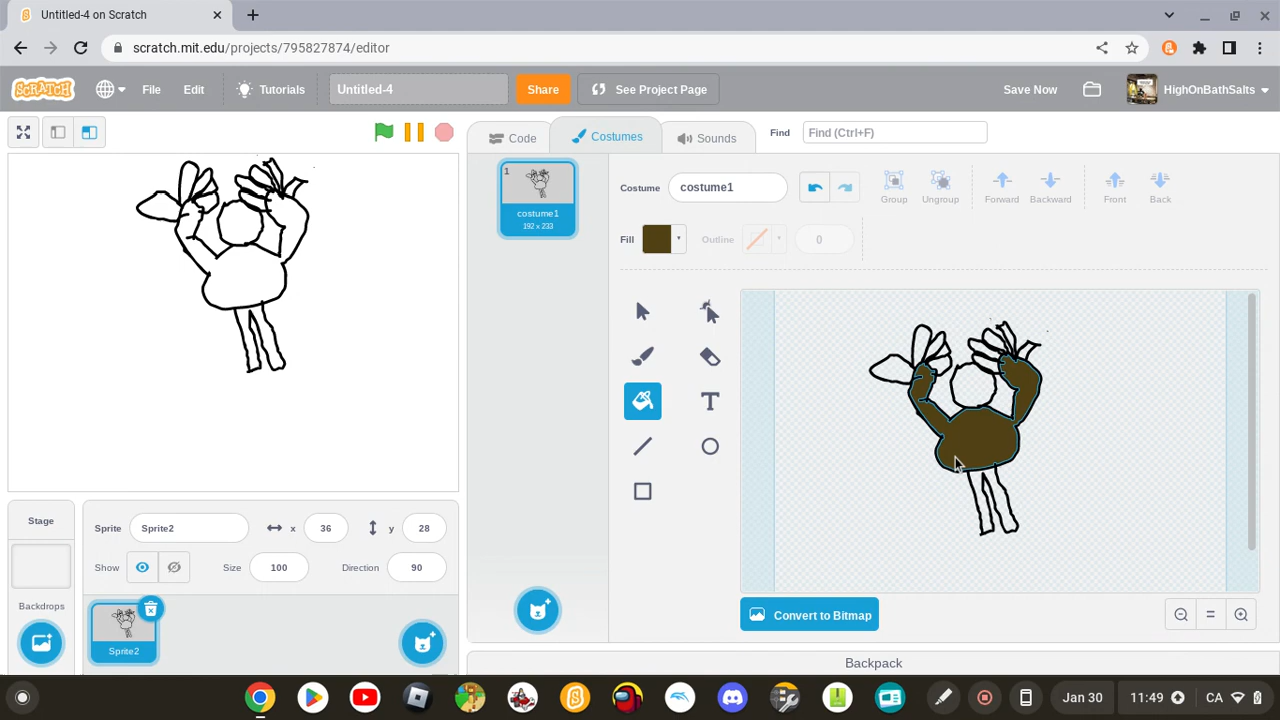 Untitled-4 on Scratch
scratch.mit.edu/projects/795827874/editor
SCRATCH File Edit Tutorials Untitled-4 Share See Project Page Save Now HighOnBathSalts
Code Costumes Sounds Find Find (Ctrl+F)
1
costume1
192 x 233
Costume costume1 Group Ungroup Forward Backward Front Back
Fill Outline 0
Convert to Bitmap
Backpack
Sprite Sprite2 x 36 y 28
Show Size 100 Direction 90
Sprite2
Stage
Backdrops
Jan 30 11:49 CA